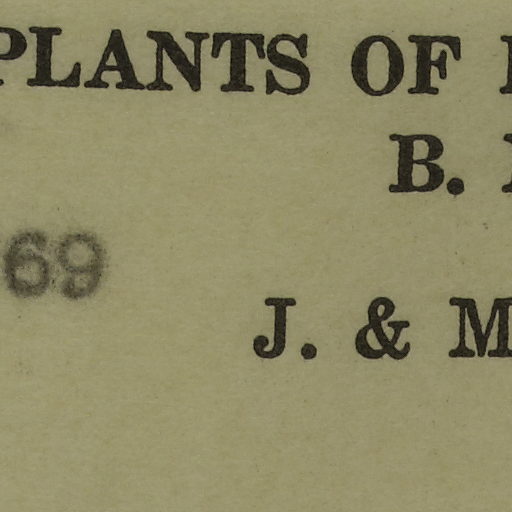 PLANTS OF
B.
69
J. & M